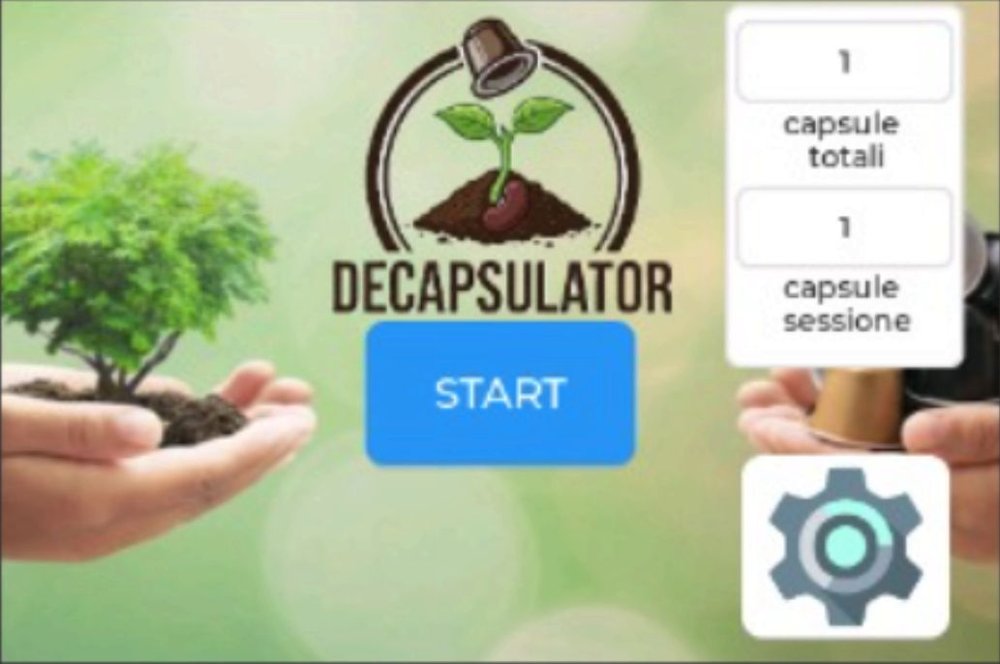 DECAPSULATOR
START
1
capsule
totali
1
capsule
sessione